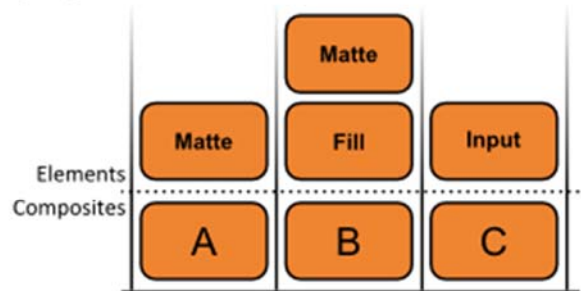 Matte
Matte Fill Input
Elements
Composites
A B C